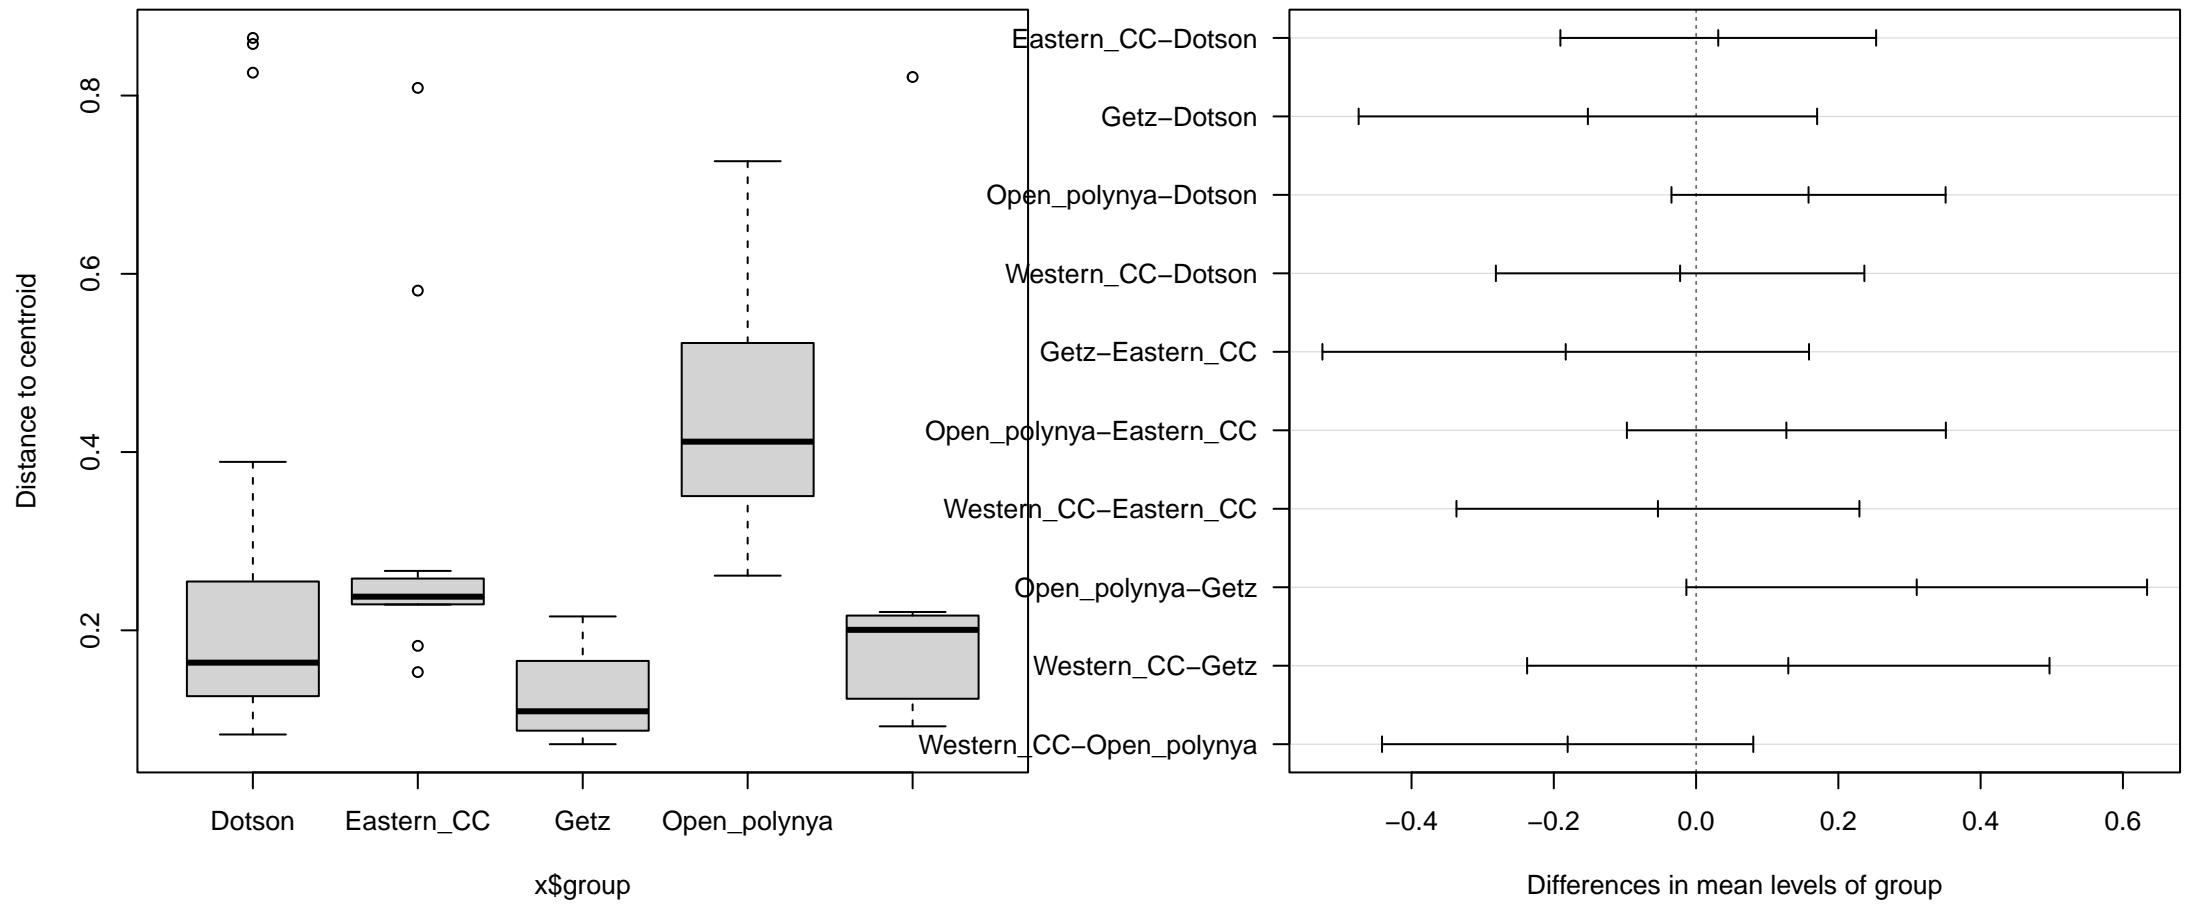 Distance to centroid
0.8
0.6
0.4
0.2
Dotson
Eastern_CC
Getz
Open_polynya
x$group
Eastern_CC−Dotson
Getz−Dotson
Open_polynya−Dotson
Western_CC−Dotson
Getz−Eastern_CC
Open_polynya−Eastern_CC
Western_CC−Eastern_CC
Open_polynya−Getz
Western_CC−Getz
Western_CC−Open_polynya
−0.4
−0.2
0.0
0.2
0.4
0.6
Differences in mean levels of group